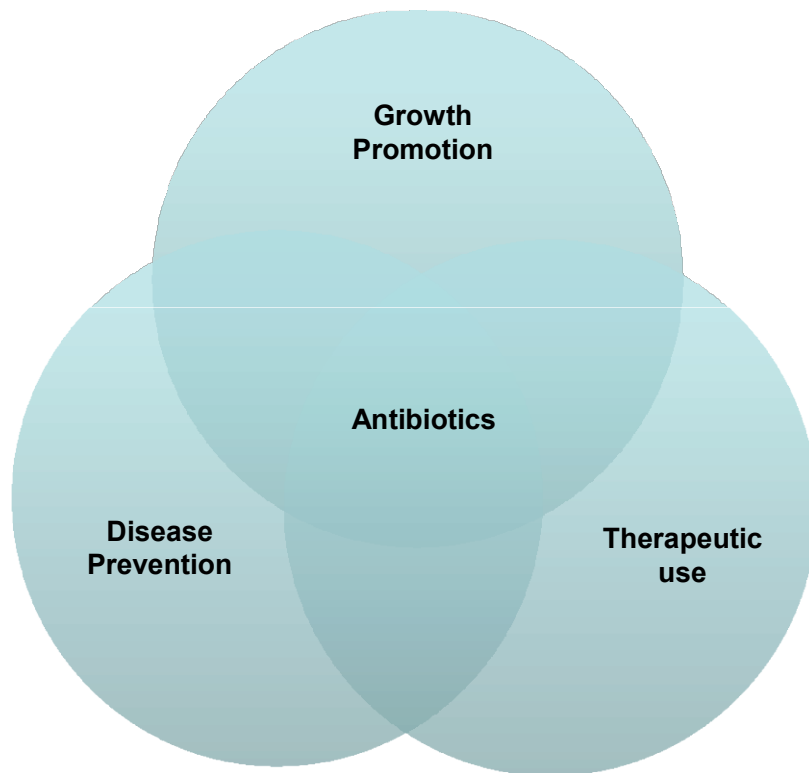 Growth
Promotion
Antibiotics
Disease
Prevention
Therapeutic
use